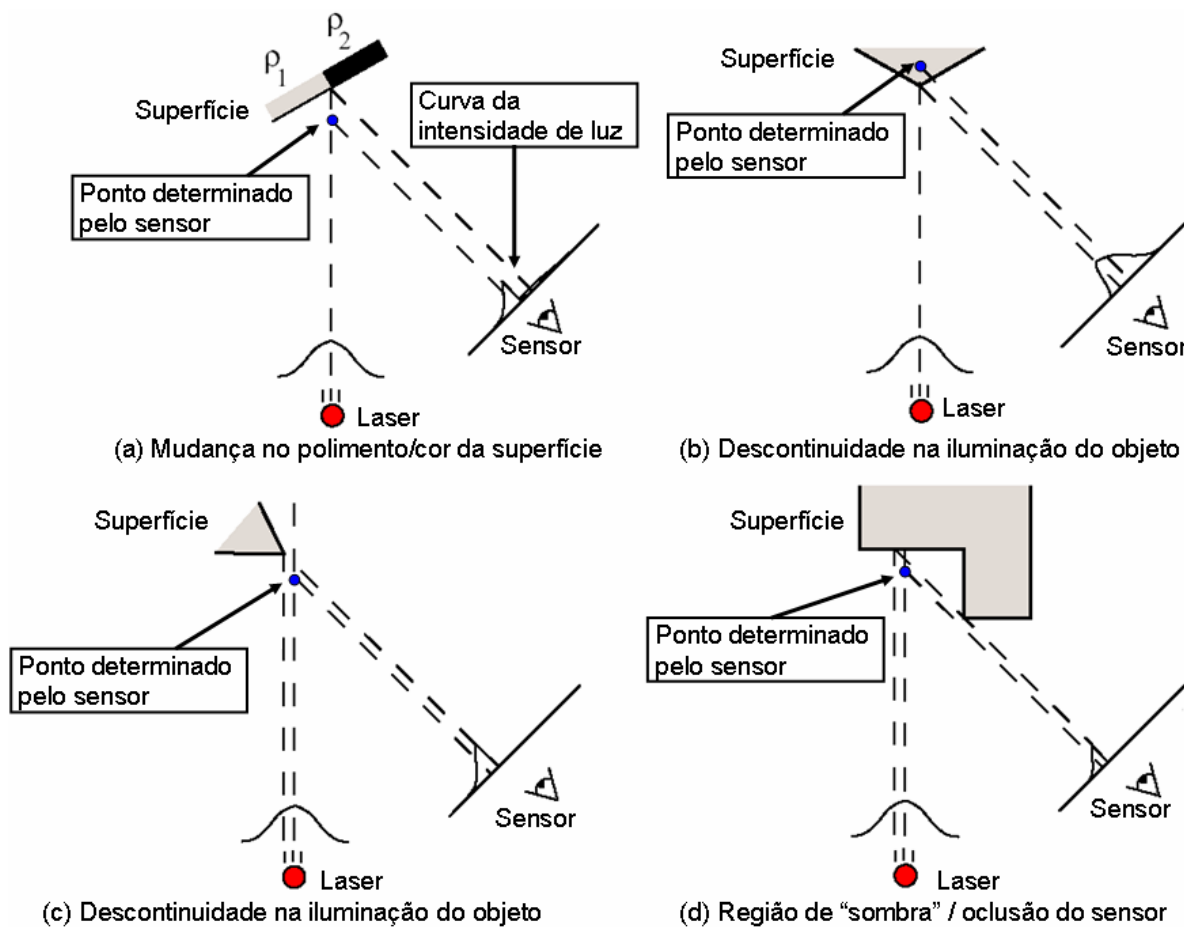 ρ1
ρ2
Superfície
Curva da
intensidade de luz
Ponto determinado
pelo sensor
Sensor
Laser
(a) Mudança no polimento/cor da superfície
Superfície
Ponto determinado
pelo sensor
Sensor
Laser
(b) Descontinuidade na iluminação do objeto
Superfície
Ponto determinado
pelo sensor
Sensor
Laser
(c) Descontinuidade na iluminação do objeto
Superfície
Ponto determinado
pelo sensor
Sensor
Laser
(d) Região de “sombra” / oclusão do sensor